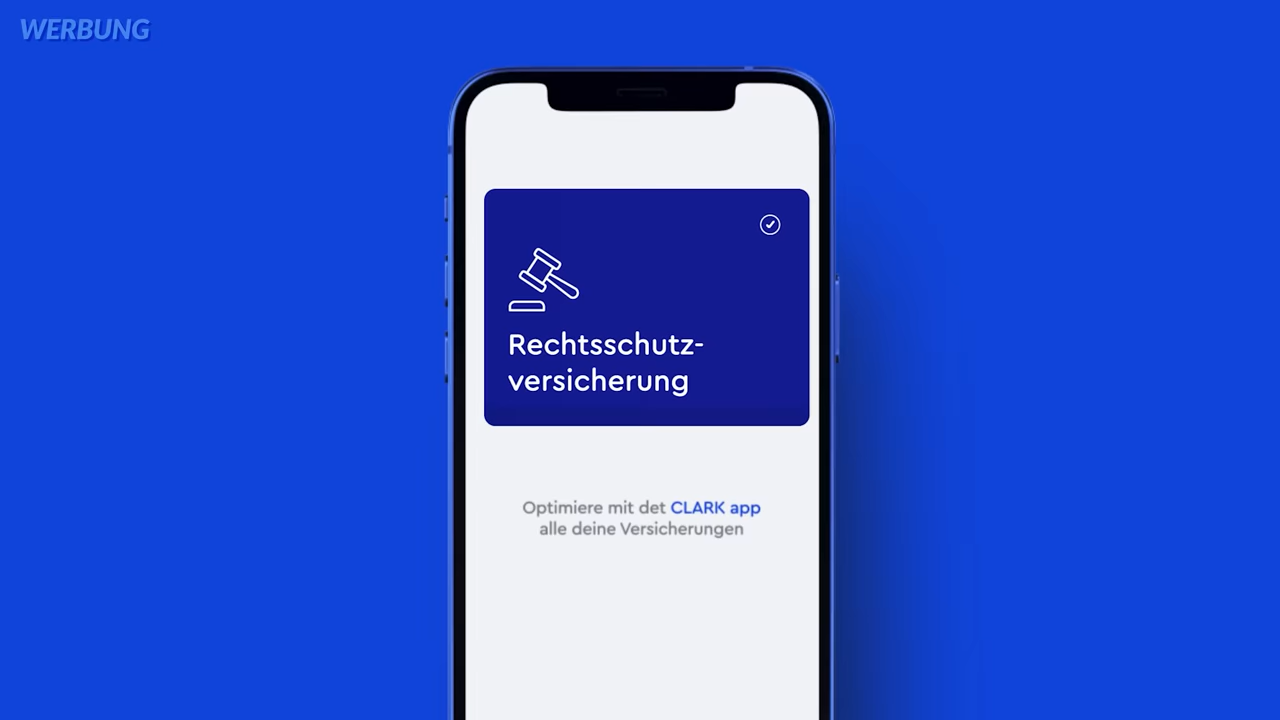 WERBUNG
Rechtsschutz-
versicherung
Optimiere mit det CLARK app
alle deine Versicherungen